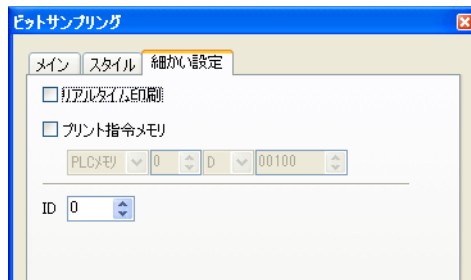 ビットサンプリング
メイン スタイル 細かい設定
リアルタイム印刷
プリント指令メモリ
PLCメモリ 0 D 00100
ID 0